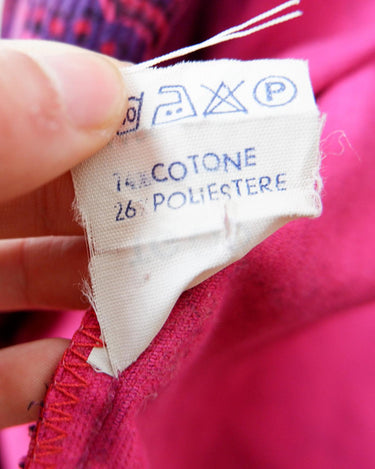 P
74% COTONE
26% POLIESTERE